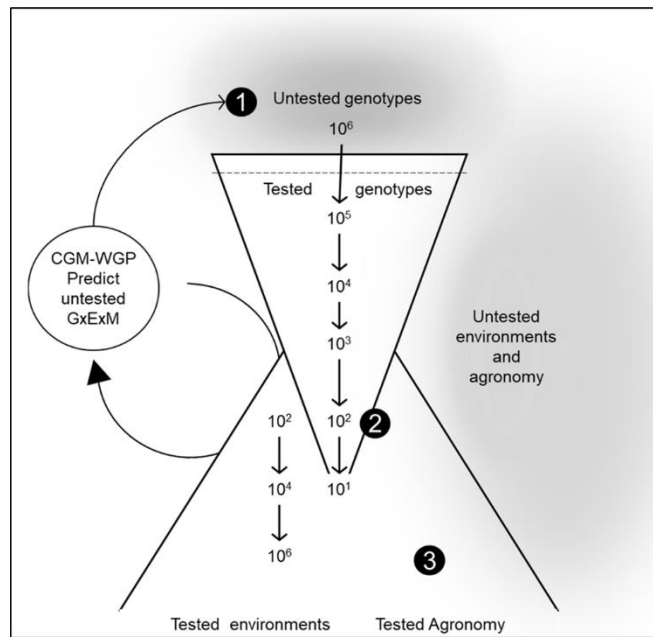 1
Untested genotypes
10⁶
Tested genotypes
10⁵
CGM-WGP
Predict
untested
GxExM
10⁴
10³
Untested
environments
and
agronomy
10² 10² 2
10⁴ 10¹
10⁶
3
Tested environments Tested Agronomy